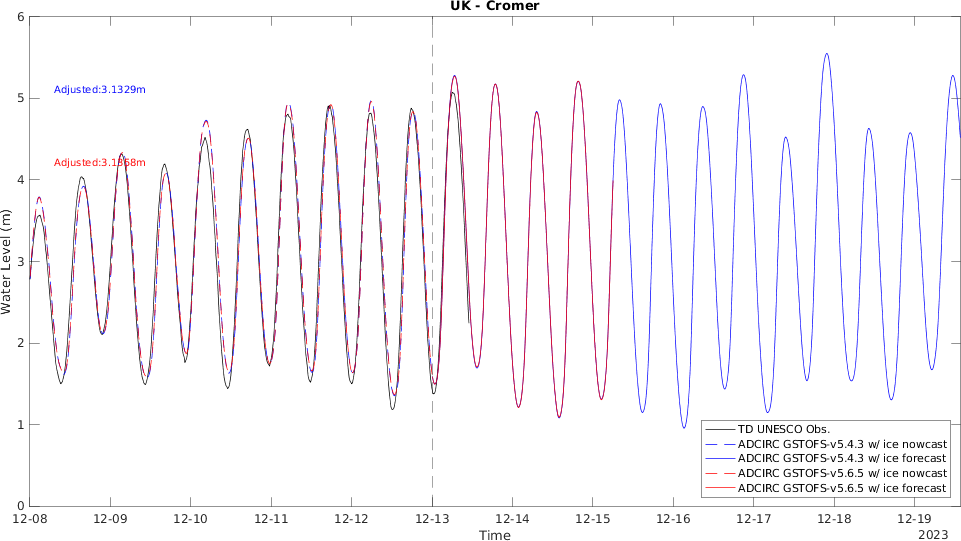 UK - Cromer
6
5
4
3
2
1
0
Water Level (m)
Adjusted:3.1329m
Adjusted:3.1368m
TD UNESCO Obs.
ADCIRC GSTOFS-v5.4.3 w/ ice nowcast
ADCIRC GSTOFS-v5.4.3 w/ ice forecast
ADCIRC GSTOFS-v5.6.5 w/ ice nowcast
ADCIRC GSTOFS-v5.6.5 w/ ice forecast
12-08 12-09 12-10 12-11 12-12 12-13 12-14 12-15 12-16 12-17 12-18 12-19
Time
2023